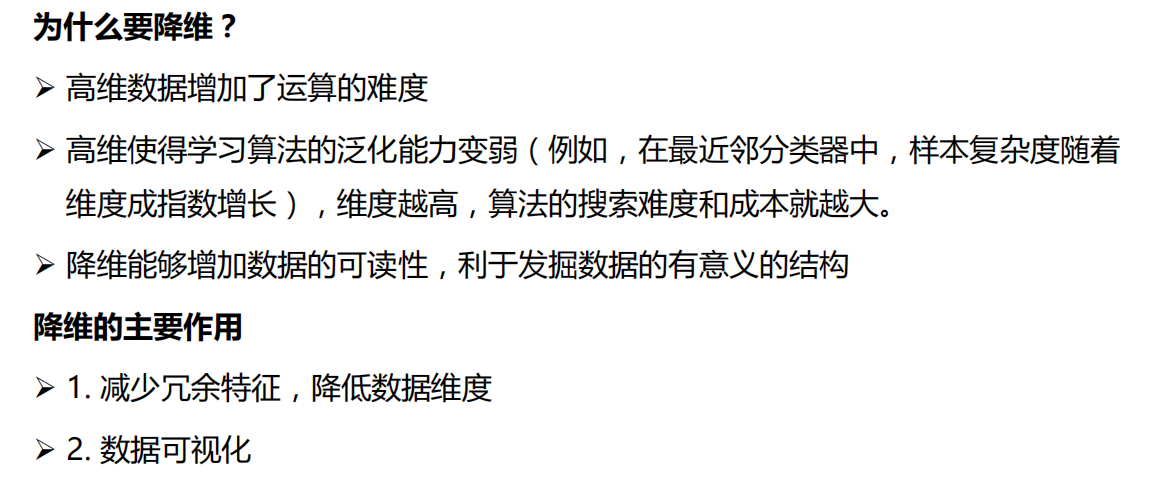 为什么要降维？
➢ 高维数据增加了运算的难度
➢ 高维使得学习算法的泛化能力变弱（例如，在最近邻分类器中，样本复杂度随着
维度成指数增长），维度越高，算法的搜索难度和成本就越大。
➢ 降维能够增加数据的可读性，利于发掘数据的有意义的结构
降维的主要作用
➢ 1. 减少冗余特征，降低数据维度
➢ 2. 数据可视化